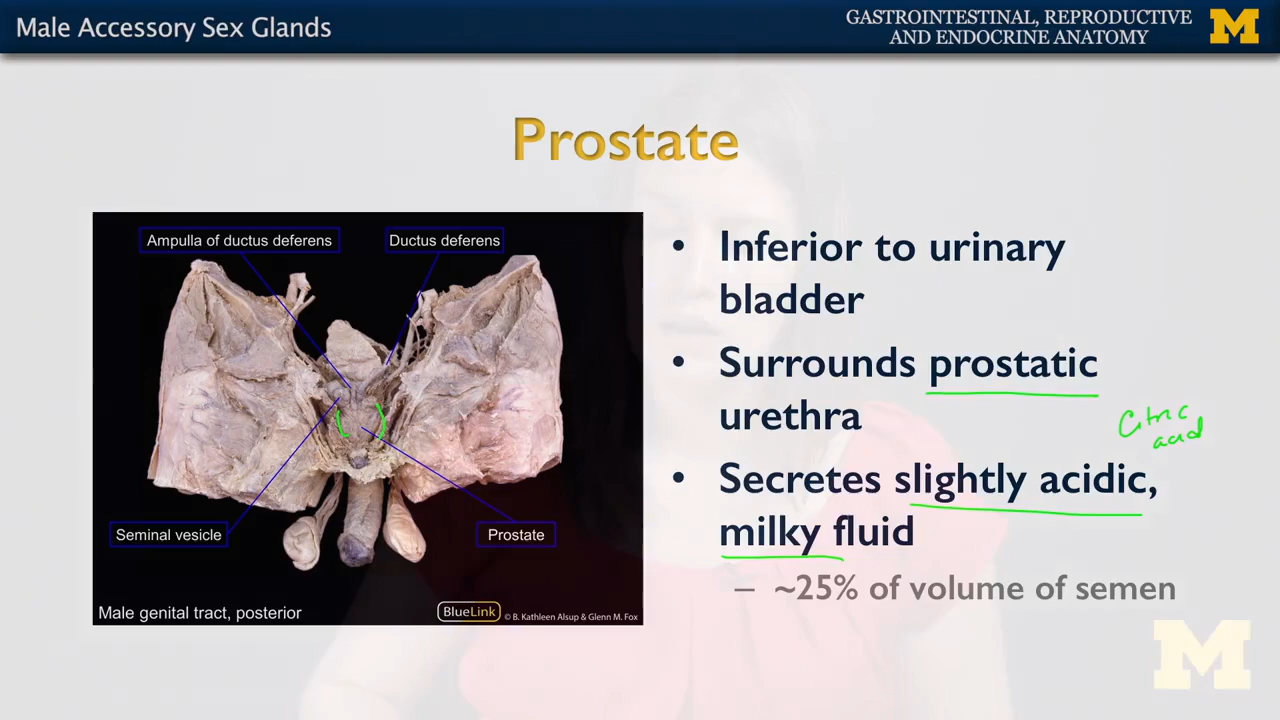 Male Accessory Sex Glands
GASTROINTESTINAL, REPRODUCTIVE
AND ENDOCRINE ANATOMY
M
Prostate
Ampulla of ductus deferens
Ductus deferens
Seminal vesicle
Prostate
Male genital tract, posterior
BlueLink
© B. Kathleen Alsup & Glenn M. Fox
• Inferior to urinary
bladder
• Surrounds prostatic
urethra
Citric
acid
• Secretes slightly acidic,
milky fluid
– ~25% of volume of semen
M